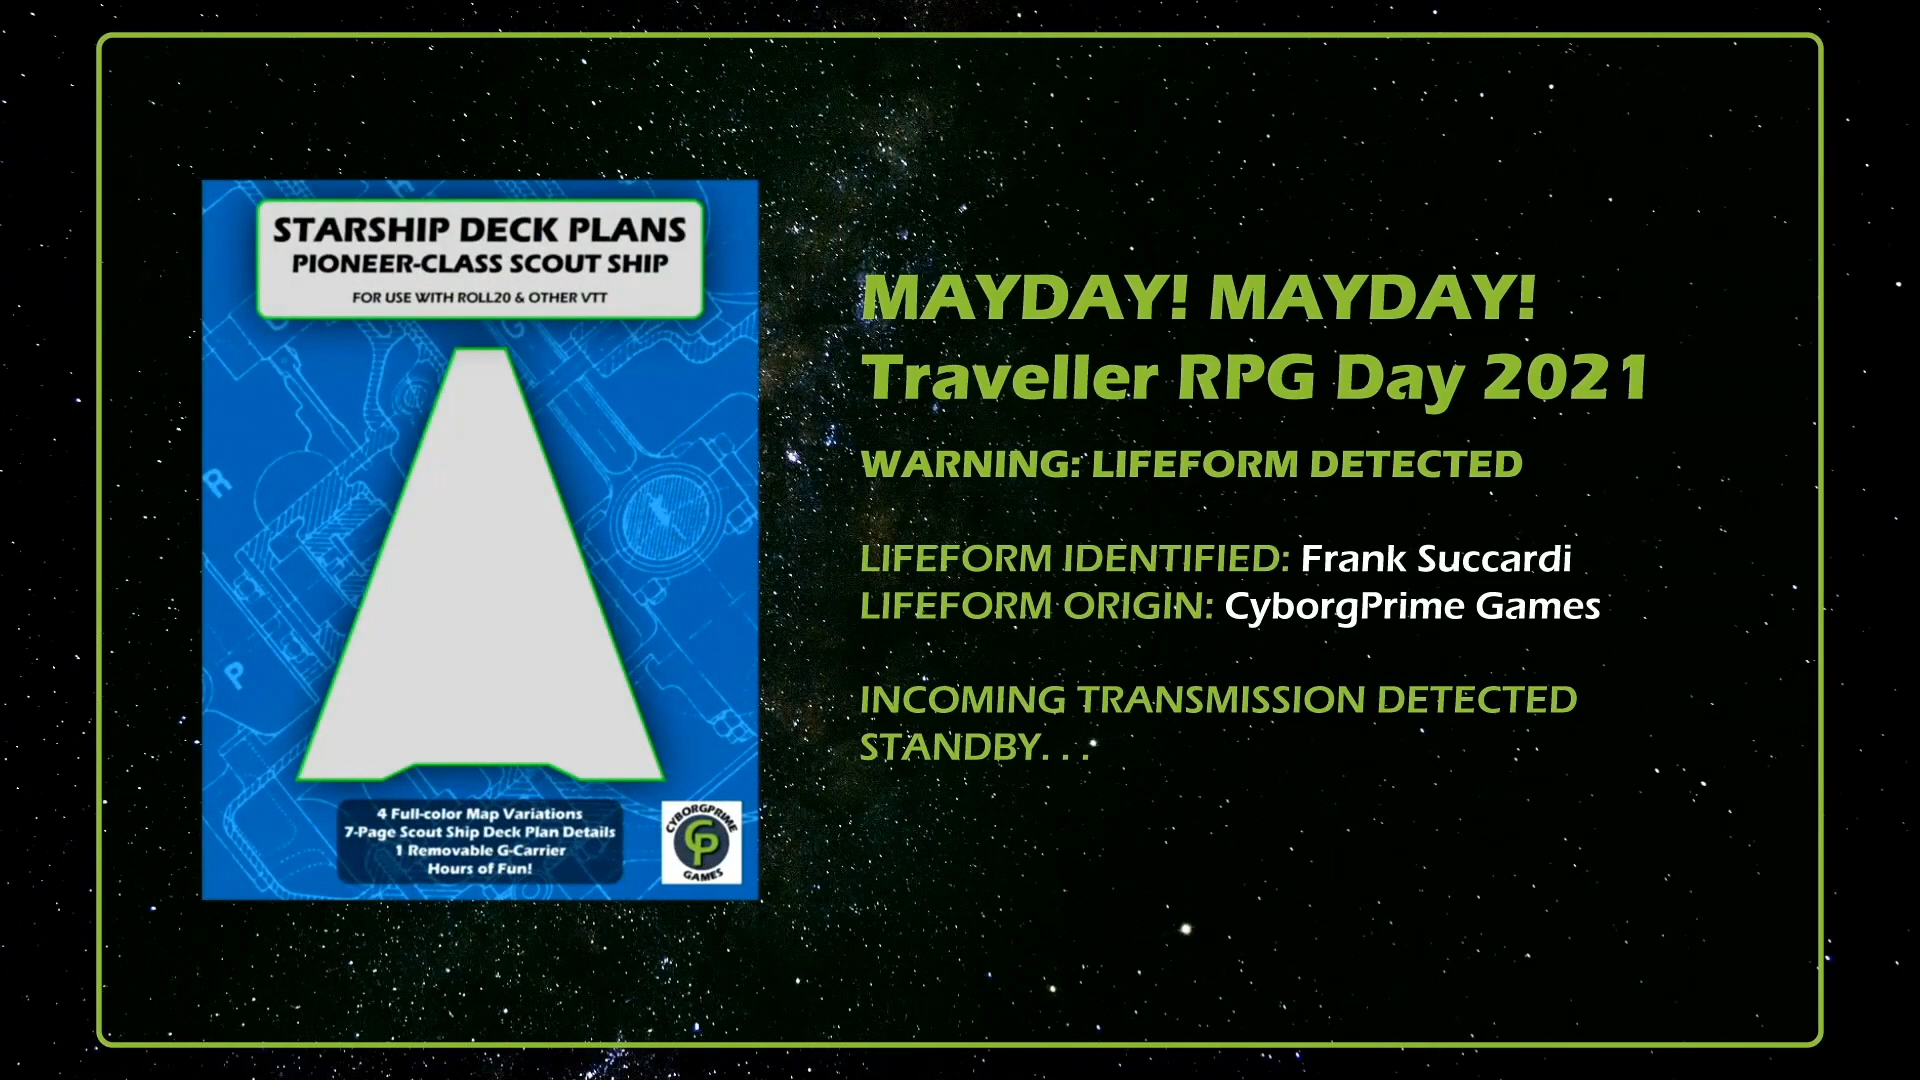 STARSHIP DECK PLANS
PIONEER-CLASS SCOUT SHIP
FOR USE WITH ROLL20 & OTHER VTT
R
P
4 Full-color Map Variations
7-Page Scout Ship Deck Plan Details
1 Removable G-Carrier
Hours of Fun!
CYBORGPRIME
CP
GAMES
MAYDAY! MAYDAY!
Traveller RPG Day 2021
WARNING: LIFEFORM DETECTED
LIFEFORM IDENTIFIED: Frank Succardi
LIFEFORM ORIGIN: CyborgPrime Games
INCOMING TRANSMISSION DETECTED
STANDBY. . .